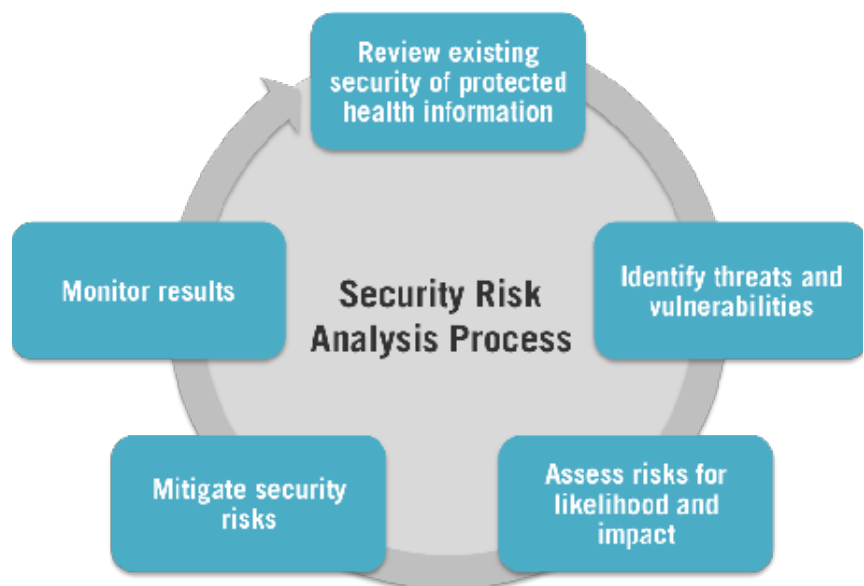 Review existing
security of protected
health information
Identify threats and
vulnerabilities
Assess risks for
likelihood and
impact
Mitigate security
risks
Monitor results
Security Risk
Analysis Process